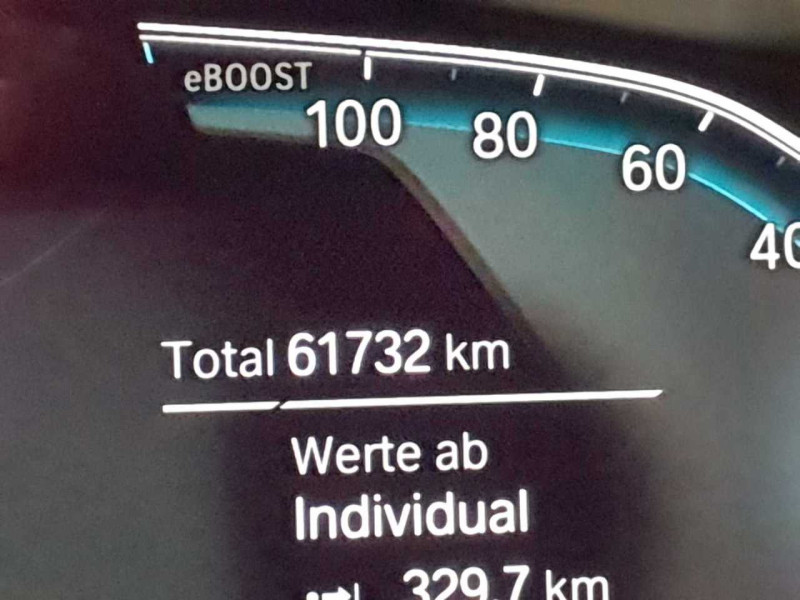 eBOOST
100 80 60 40
Total 61732 km
Werte ab
Individual
329.7 km